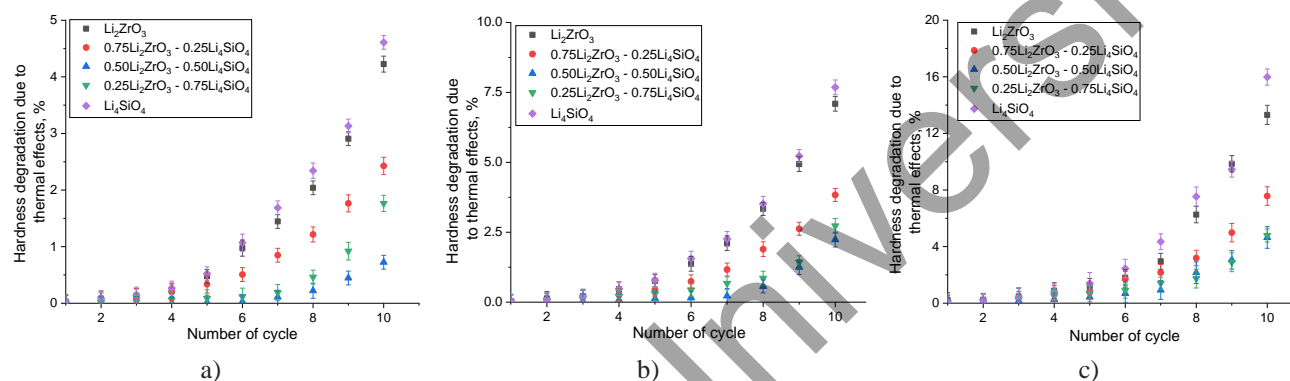 Hardness degradation due to
thermal effects, %
5
4
3
2
1
0
Li₂ZrO₃
0.75Li₂ZrO₃ - 0.25Li₄SiO₄
0.50Li₂ZrO₃ - 0.50Li₄SiO₄
0.25Li₂ZrO₃ - 0.75Li₄SiO₄
Li₄SiO₄
2 4 6 8 10
Number of cycle
a)
Hardness degradation due
to thermal effects, %
10.0
7.5
5.0
2.5
0.0
Li₂ZrO₃
0.75Li₂ZrO₃ - 0.25Li₄SiO₄
0.50Li₂ZrO₃ - 0.50Li₄SiO₄
0.25Li₂ZrO₃ - 0.75Li₄SiO₄
Li₄SiO₄
2 4 6 8 10
Number of cycle
b)
Hardness degradation due to
thermal effects, %
20
16
12
8
4
0
Li₂ZrO₃
0.75Li₂ZrO₃ - 0.25Li₄SiO₄
0.50Li₂ZrO₃ - 0.50Li₄SiO₄
0.25Li₂ZrO₃ - 0.75Li₄SiO₄
Li₄SiO₄
2 4 6 8 10
Number of cycle
c)